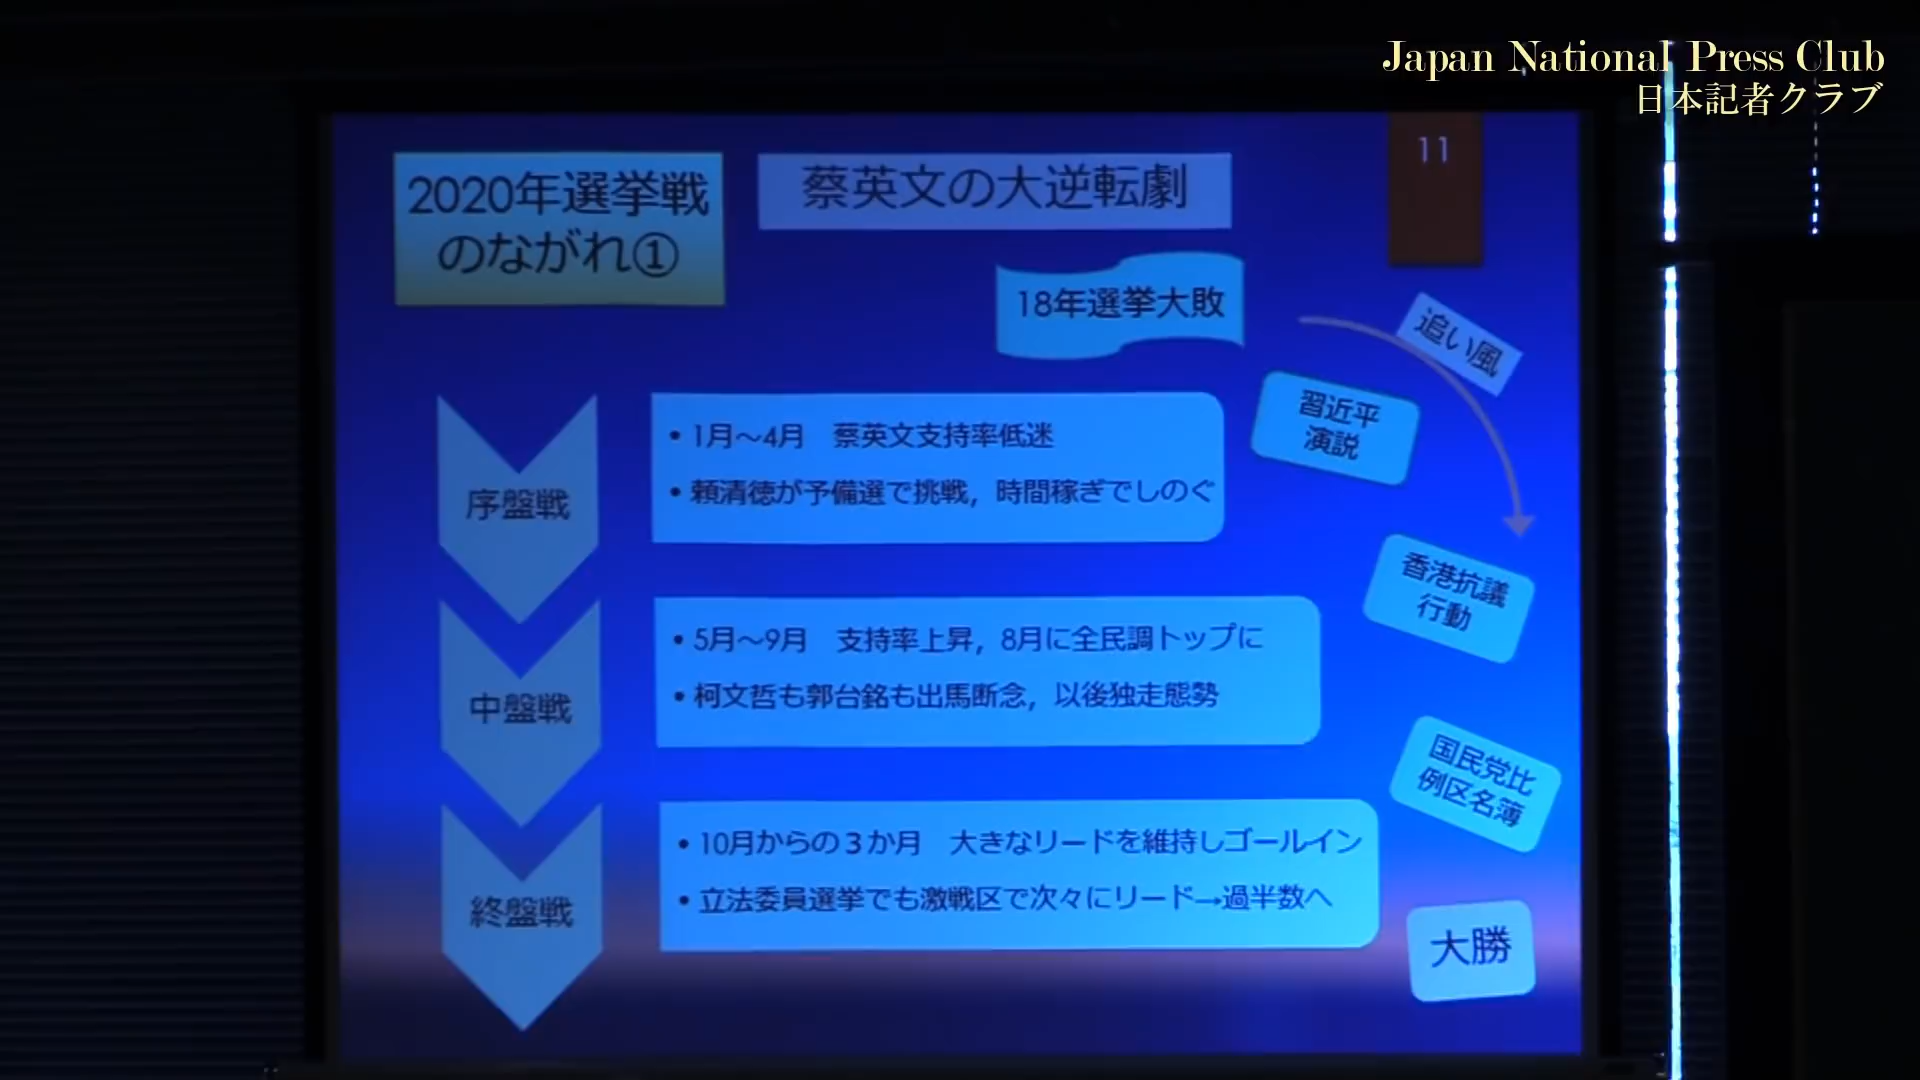 Japan National Press Club
日本記者クラブ
11
2020年選挙戦
のながれ①
蔡英文の大逆転劇
18年選挙大敗
追い風
習近平
演説
序盤戦
• 1月～4月　蔡英文支持率低迷
• 頼清徳が予備選で挑戦，時間稼ぎでしのぐ
香港抗議
行動
中盤戦
• 5月～9月　支持率上昇，8月に全民調トップに
• 柯文哲も郭台銘も出馬断念，以後独走態勢
国民党比
例区名簿
終盤戦
• 10月からの３か月　大きなリードを維持しゴールイン
• 立法委員選挙でも激戦区で次々にリード→過半数へ
大勝